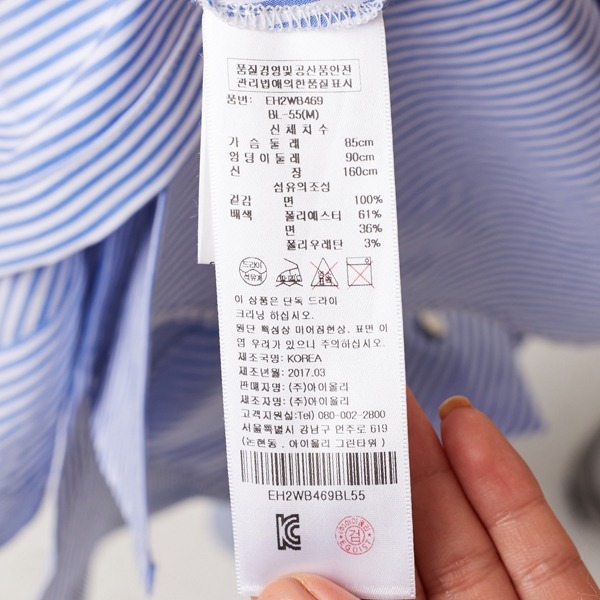 품질경영및공산품안전
관리법에의한품질표시
품번: EH2WB469
BL-55(M)
신체치수
가슴둘레 85cm
엉덩이둘레 90cm
신장 160cm
섬유의조성
겉감 면 100%
배색 폴리에스터 61%
면 36%
폴리우레탄 3%
드라이
석유계
이 상품은 단독 드라이
크리닝 하십시오.
원단 특성상 미어짐현상, 표면 이
염 우려가 있으니 주의하십시오.
제조국명: KOREA
제조년월: 2017.03
판매자명: (주)아이올리
제조자명: (주)아이올리
고객지원실:Tel) 080-002-2800
서울특별시 강남구 언주로 619
(논현동, 아이올리 그린타워)
EH2WB469BL55
검
EGOIST